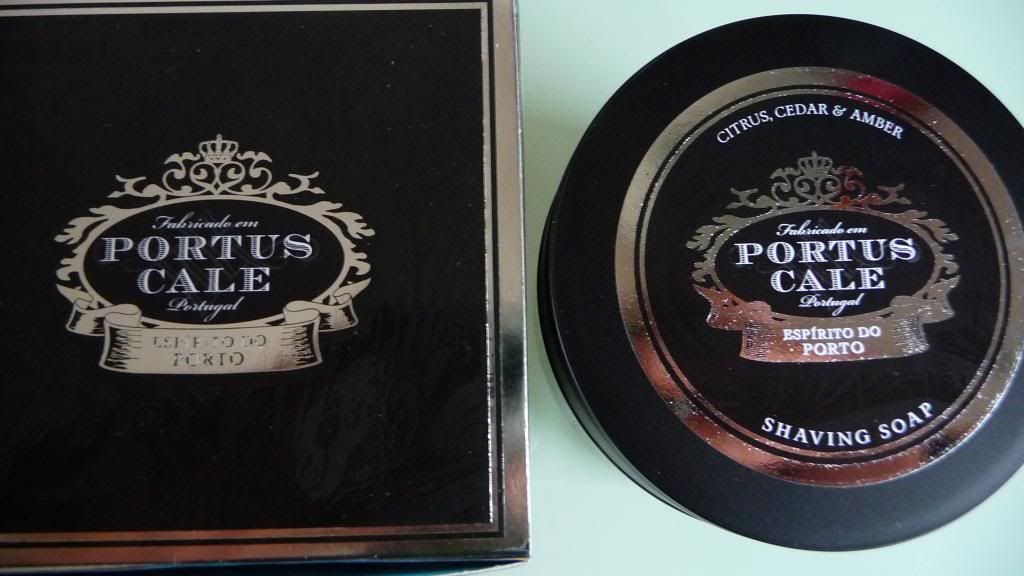 Fabricado em
PORTUS
CALE
Portugal
ESPÍRITO DO
PORTO
CITRUS, CEDAR & AMBER
Fabricado em
PORTUS
CALE
Portugal
ESPÍRITO DO
PORTO
SHAVING SOAP